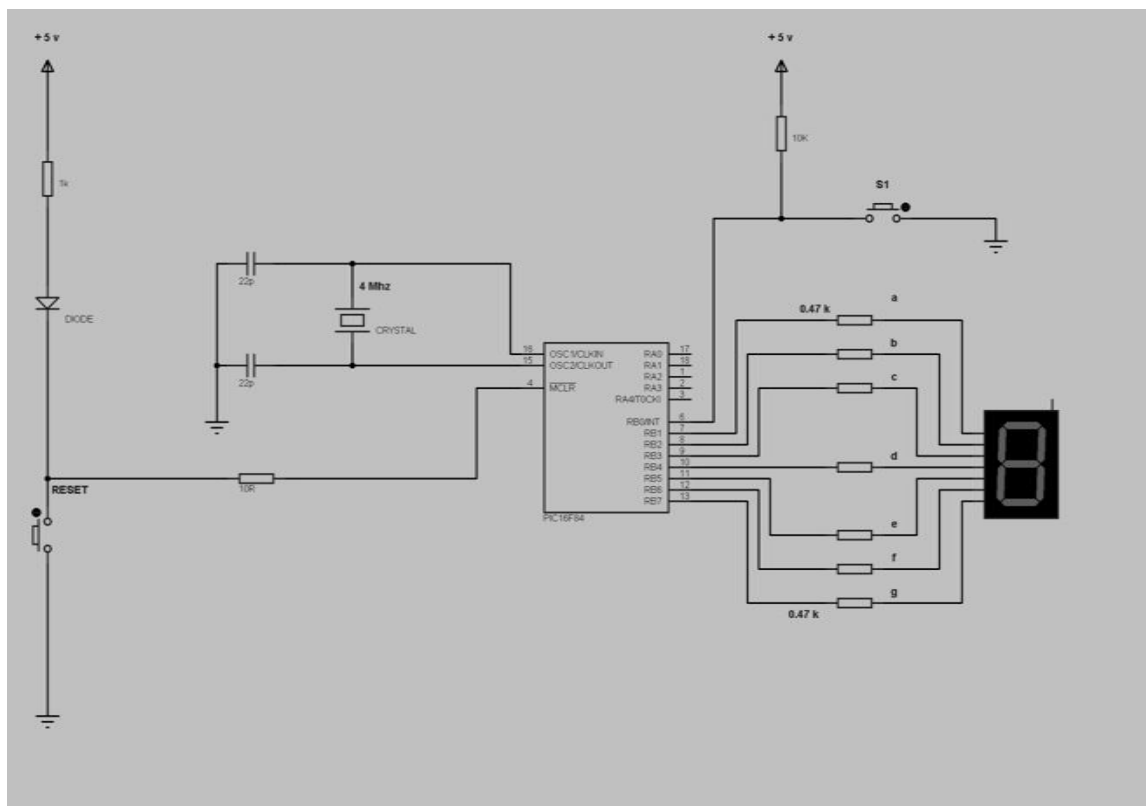 + 5 v
+ 5 v
1k
10K
S1
22p
4 Mhz
DIODE
CRYSTAL
22p
0.47 k
a
b
c
16 OSC1/CLKIN
15 OSC2/CLKOUT
4 MCLR
RA0 17
RA1 18
RA2 1
RA3 2
RA4/T0CKI 3
RB0/INT 6
RB1 7
RB2 8
RB3 9
RB4 10
RB5 11
RB6 12
RB7 13
PIC16F84
d
RESET
10R
e
f
g
0.47 k